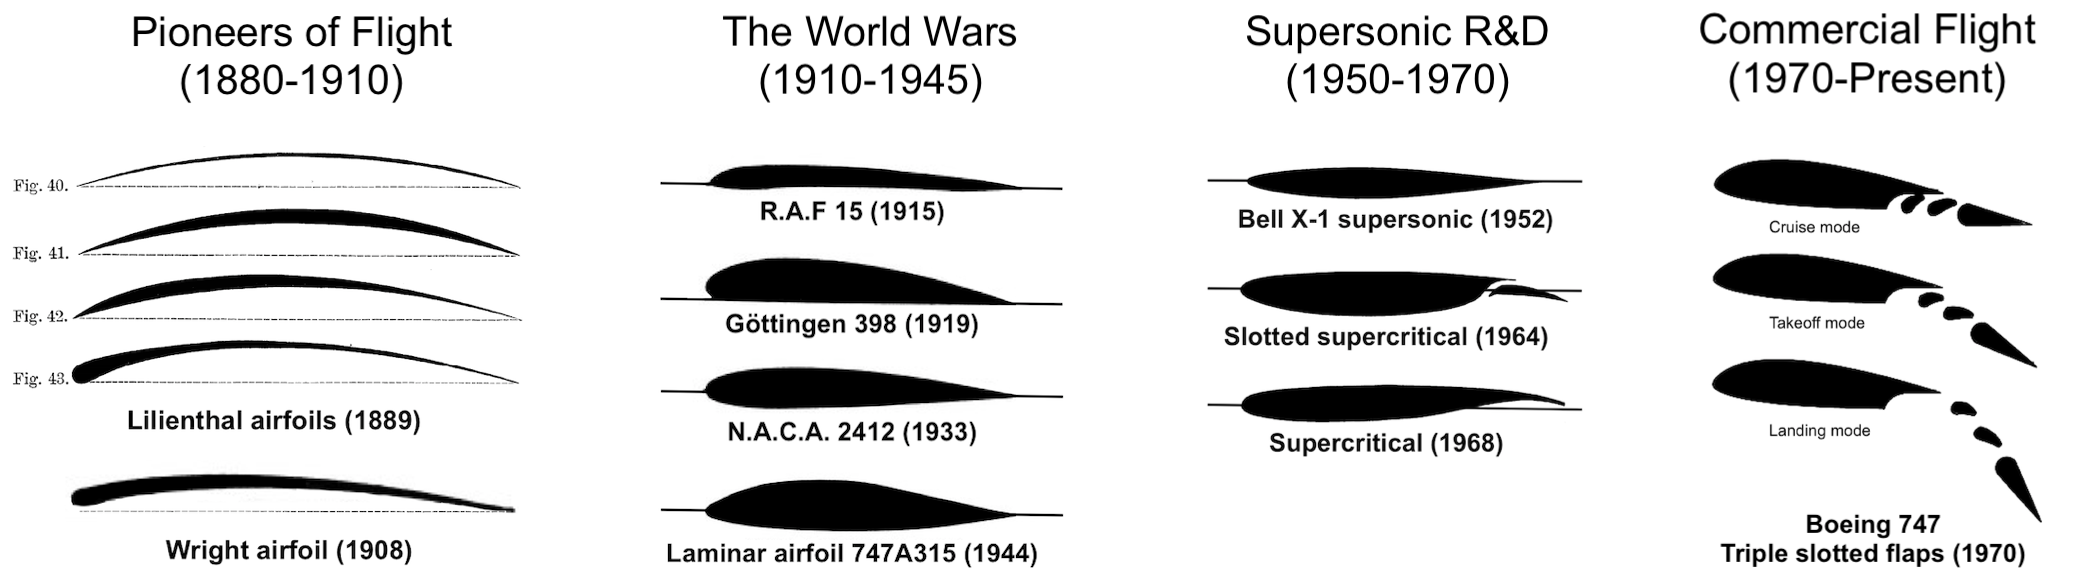 Pioneers of Flight
(1880-1910)
Fig. 40.
Fig. 41.
Fig. 42.
Fig. 43.
Lilienthal airfoils (1889)
Wright airfoil (1908)
The World Wars
(1910-1945)
R.A.F 15 (1915)
Göttingen 398 (1919)
N.A.C.A. 2412 (1933)
Laminar airfoil 747A315 (1944)
Supersonic R&D
(1950-1970)
Bell X-1 supersonic (1952)
Slotted supercritical (1964)
Supercritical (1968)
Commercial Flight
(1970-Present)
Cruise mode
Takeoff mode
Landing mode
Boeing 747
Triple slotted flaps (1970)